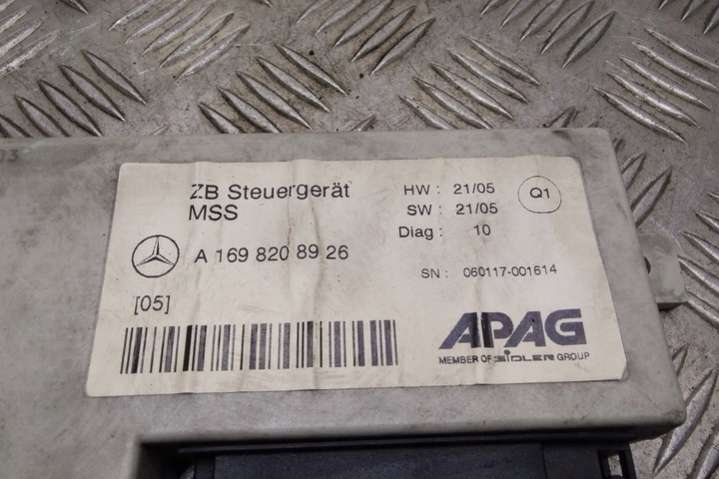 ZB Steuergerät
MSS
A 169 820 89 26
[05]
HW : 21/05
SW : 21/05
Diag : 10
Q1
SN : 060117-001614
APAG
MEMBER OF SIDLER GROUP